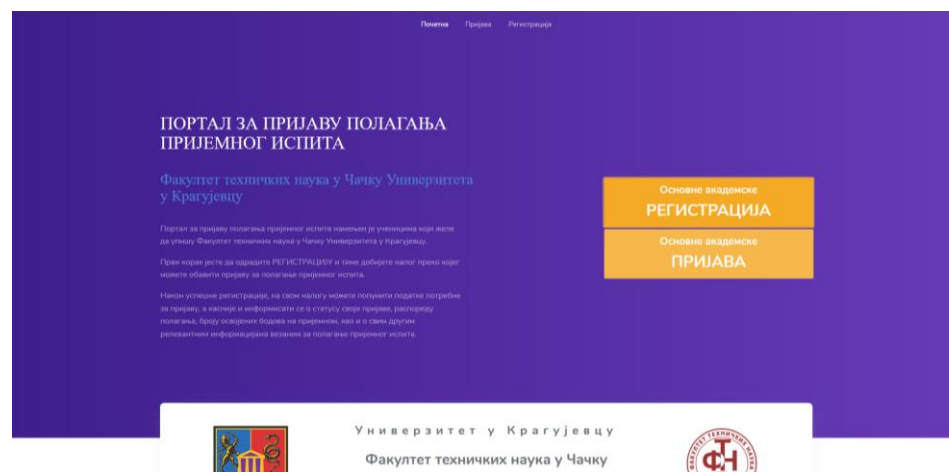 Почетна Пријава Регистрација
ПОРТАЛ ЗА ПРИЈАВУ ПОЛАГАЊА
ПРИЈЕМНОГ ИСПИТА
Факултет техничких наука у Чачку Универзитета
у Крагујевцу
Портал за пријаву полагања пријемног испита намењен је ученицима који желе
да упишу Факултет техничких наука у Чачку Универзитета у Крагујевцу.
Први корак јесте да одрадите РЕГИСТРАЦИЈУ и тиме добијете налог преко којег
можете обавити пријаву за полагање пријемног испита.
Након успешне регистрације, на свом налогу можете попунити податке потребне
за пријаву, а касније и информисати се о статусу своје пријаве, распореду
полагања, броју освојених бодова на пријемном, као и о свим другим
релевантним информацијама везаним за полагање пријемног испита.
Основне академске
РЕГИСТРАЦИЈА
Основне академске
ПРИЈАВА
Универзитет у Крагујевцу
Факултет техничких наука у Чачку
ФАКУЛТЕТ ТЕХНИЧКИХ НАУКА
ФТН